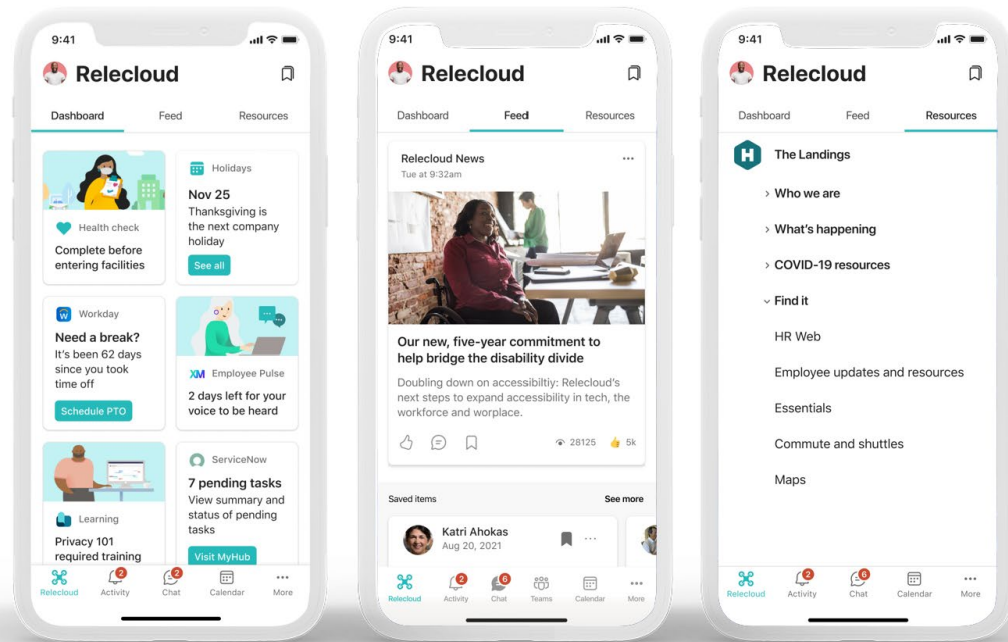 9:41
Relecloud
Dashboard Feed Resources
Health check
Complete before
entering facilities
Holidays
Nov 25
Thanksgiving is
the next company
holiday
See all
Workday
Need a break?
It's been 62 days
since you took
time off
Schedule PTO
XM Employee Pulse
2 days left for your
voice to be heard
Learning
Privacy 101
required training
ServiceNow
7 pending tasks
View summary and
status of pending
tasks
Visit MyHub
2 2
Relecloud Activity Chat Calendar More
9:41
Relecloud
Dashboard Feed Resources
Relecloud News
Tue at 9:32am
Our new, five-year commitment to
help bridge the disability divide
Doubling down on accessibiltiy: Relecloud's
next steps to expand accessibility in tech, the
workforce and worplace.
28125 5k
Saved items See more
Katri Ahokas
Aug 20, 2021
2 6
Relecloud Activity Chat Teams Calendar More
9:41
Relecloud
Dashboard Feed Resources
H The Landings
Who we are
What's happening
COVID-19 resources
Find it
HR Web
Employee updates and resources
Essentials
Commute and shuttles
Maps
2 6
Relecloud Activity Chat Calendar More